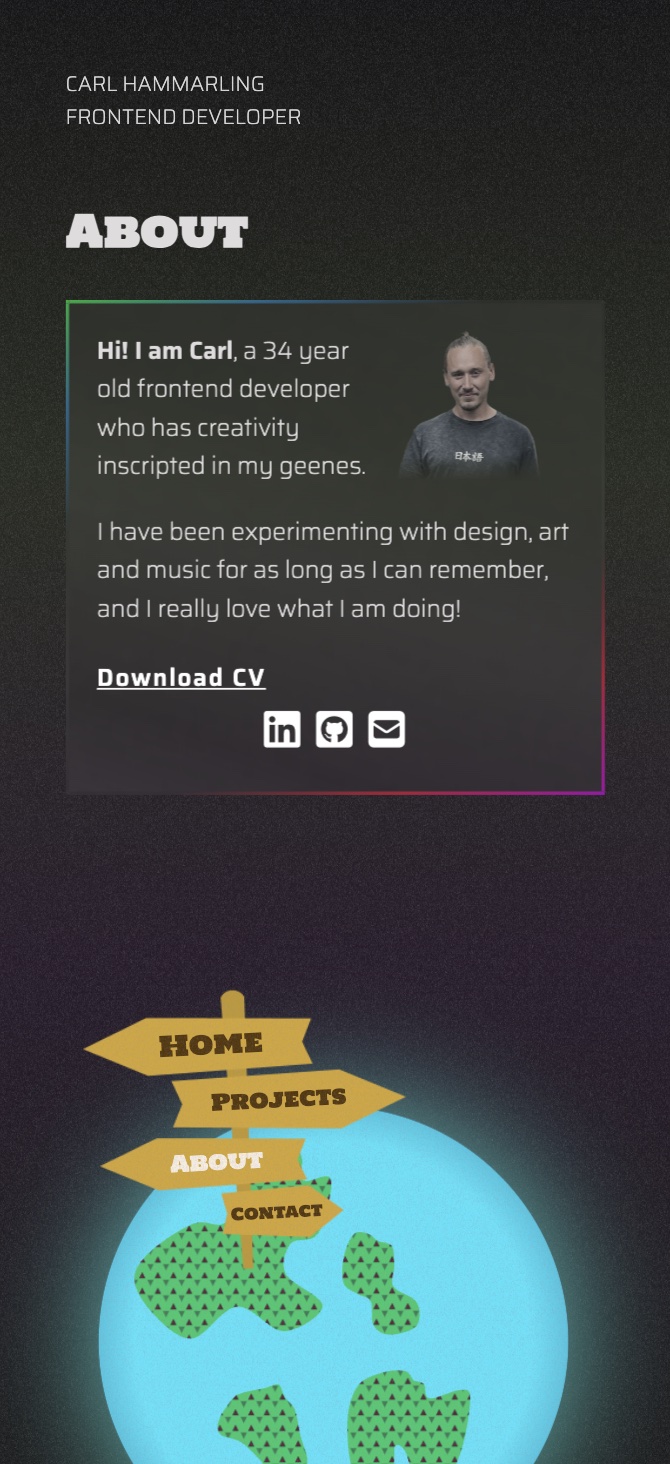 CARL HAMMARLING
FRONTEND DEVELOPER
ABOUT
Hi! I am Carl, a 34 year
old frontend developer
who has creativity
inscripted in my geenes.
日本語
I have been experimenting with design, art
and music for as long as I can remember,
and I really love what I am doing!
Download CV
in
HOME
PROJECTS
ABOUT
CONTACT